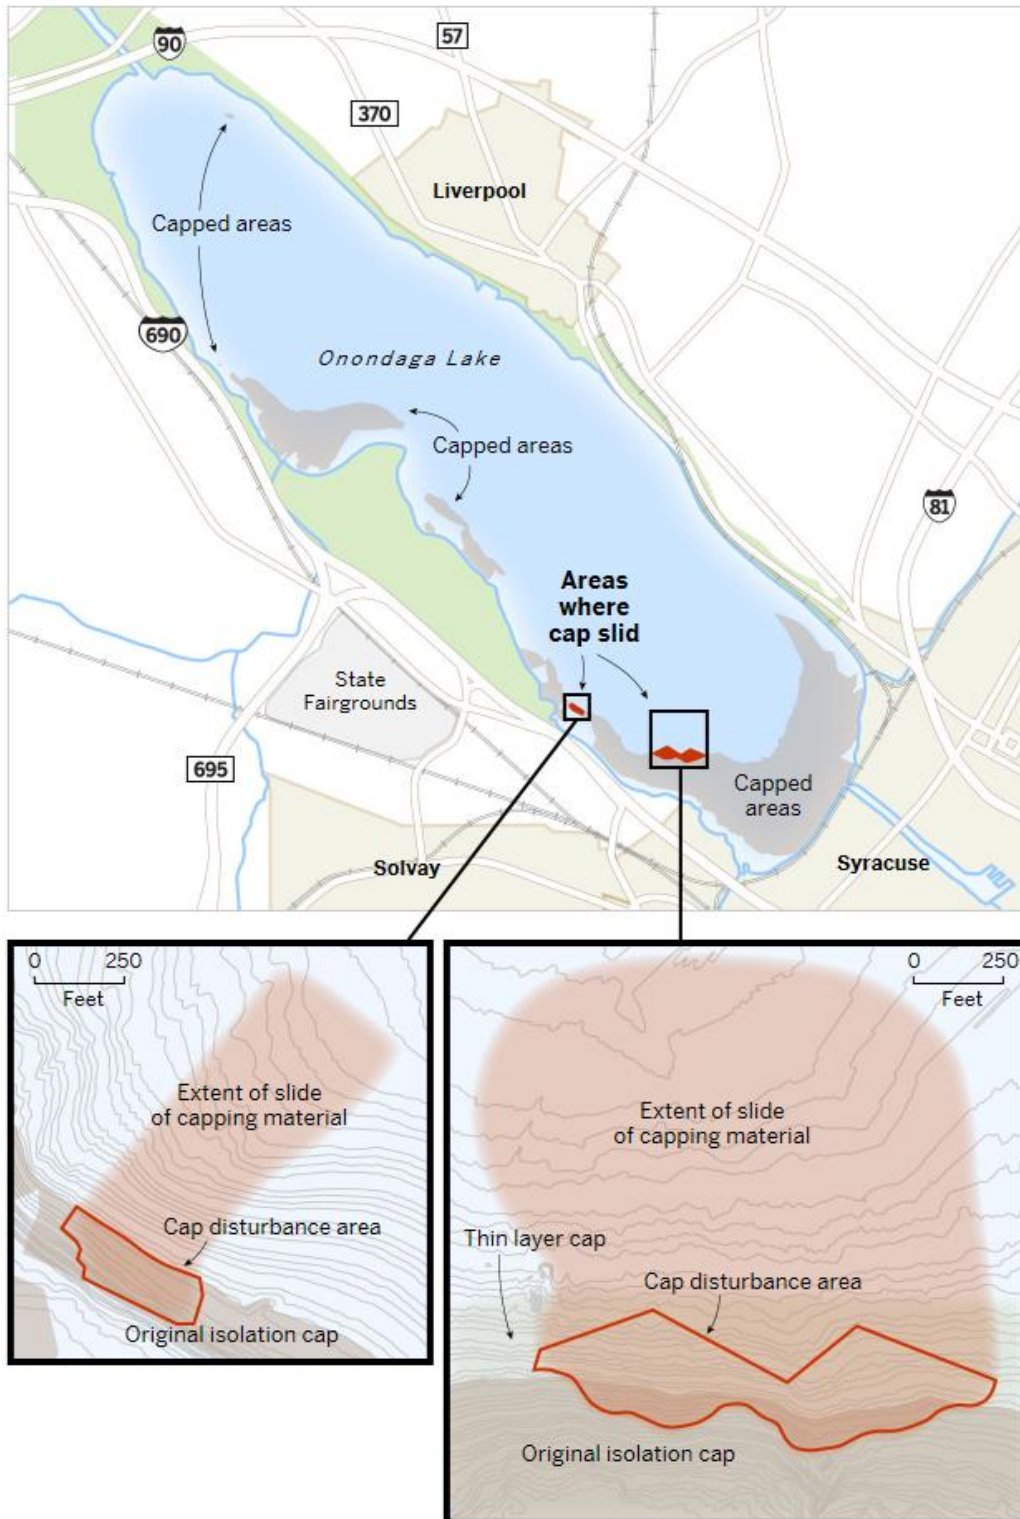 90
57
370
Liverpool
Capped areas
690
Onondaga Lake
Capped areas
81
Areas
where
cap slid
State
Fairgrounds
695
Capped
areas
Solvay
Syracuse
0 250
Feet
Extent of slide
of capping material
Cap disturbance area
Original isolation cap
0 250
Feet
Extent of slide
of capping material
Thin layer cap
Cap disturbance area
Original isolation cap